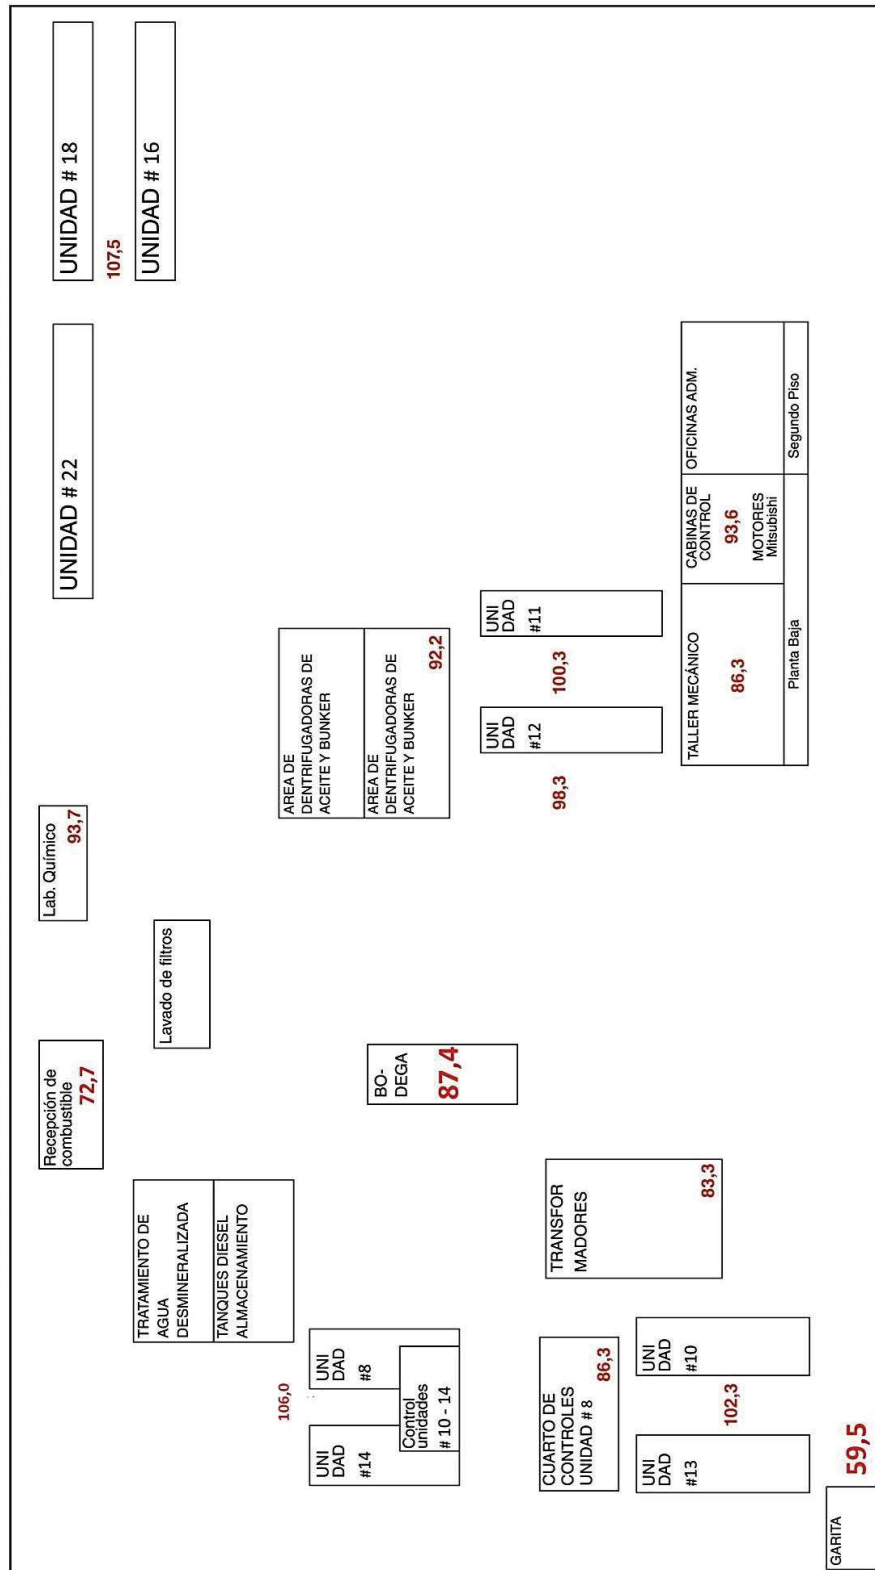 UNIDAD # 18
107,5
UNIDAD # 16
UNIDAD # 22
Lab. Químico
93,7
Recepción de
combustible
72,7
Lavado de filtros
TRATAMIENTO DE
AGUA
DESMINERALIZADA
TANQUES DIESEL
ALMACENAMIENTO
AREA DE
DENTRIFUGADORAS DE
ACEITE Y BUNKER
AREA DE
DENTRIFUGADORAS DE
ACEITE Y BUNKER
92,2
BO-
DEGA
87,4
106,0
UNI
DAD
#14
UNI
DAD
#8
Control
unidades
# 10 - 14
UNI
DAD
#12
98,3
UNI
DAD
#11
100,3
TRANSFOR
MADORES
83,3
CUARTO DE
CONTROLES
UNIDAD # 8
86,3
UNI
DAD
#13
UNI
DAD
#10
102,3
TALLER MECÁNICO
86,3
CABINAS DE
CONTROL
93,6
MOTORES
Mitsubishi
OFICINAS ADM.
Planta Baja
Segundo Piso
GARITA
59,5